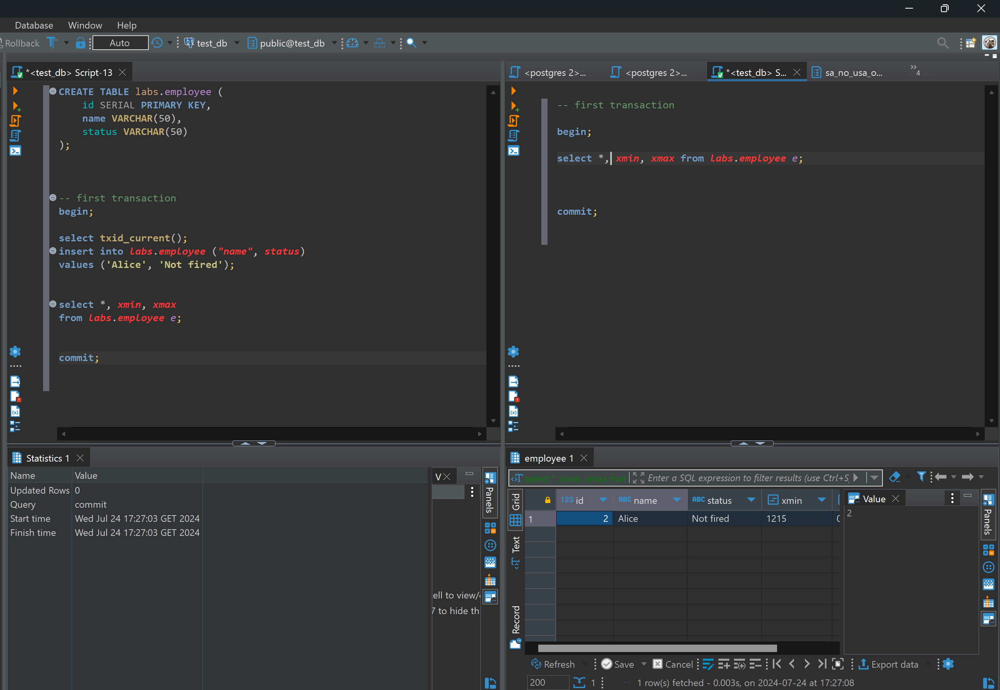 Database Window Help
Rollback Auto test_db public@test_db
*<test_db> Script-13
CREATE TABLE labs.employee (
id SERIAL PRIMARY KEY,
name VARCHAR(50),
status VARCHAR(50)
);
-- first transaction
begin;
select txid_current();
insert into labs.employee ("name", status)
values ('Alice', 'Not fired');
select *, xmin, xmax
from labs.employee e;
commit;
<postgres 2>...
<postgres 2>...
*<test_db> S...
sa_no_usa_o...
»4
-- first transaction
begin;
select *, xmin, xmax from labs.employee e;
commit;
Statistics 1
Name Value
Updated Rows 0
Query commit
Start time Wed Jul 24 17:27:03 GET 2024
Finish time Wed Jul 24 17:27:03 GET 2024
V
ell to view/
7 to hide th
Panels
employee 1
select *, xmin, xmax fron Enter a SQL expression to filter results (use Ctrl+S
Grid
Text
Record
123 id ABC name ABC status xmin
1 2 Alice Not fired 1215
Value
2
Panels
Refresh Save Cancel Export data
200 1 ... 1 row(s) fetched - 0.003s, on 2024-07-24 at 17:27:08